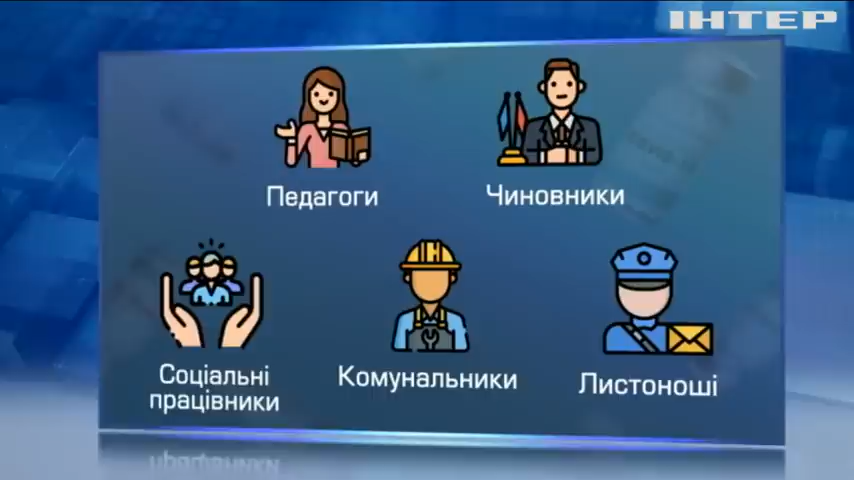 ІНТЕР
Педагоги
Чиновники
Соціальні
працівники
Комунальники
Листоноші